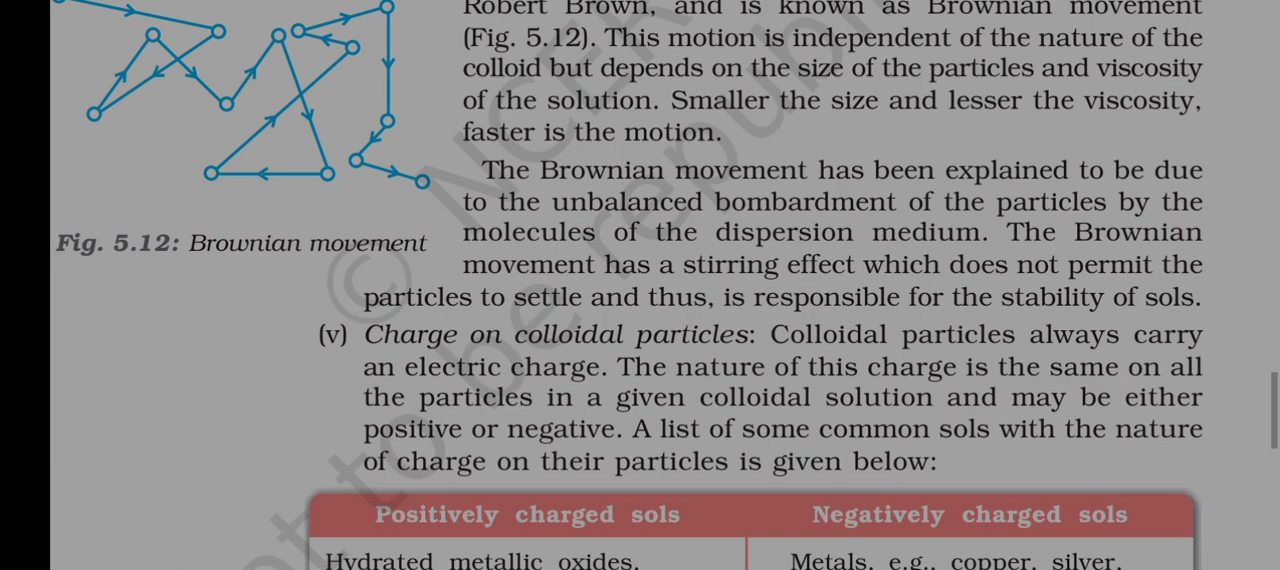 Robert Brown, and is known as Brownian movement
(Fig. 5.12). This motion is independent of the nature of the
colloid but depends on the size of the particles and viscosity
of the solution. Smaller the size and lesser the viscosity,
faster is the motion.
The Brownian movement has been explained to be due
to the unbalanced bombardment of the particles by the
molecules of the dispersion medium. The Brownian
movement has a stirring effect which does not permit the
particles to settle and thus, is responsible for the stability of sols.
Fig. 5.12: Brownian movement
(v) Charge on colloidal particles: Colloidal particles always carry
an electric charge. The nature of this charge is the same on all
the particles in a given colloidal solution and may be either
positive or negative. A list of some common sols with the nature
of charge on their particles is given below:
Positively charged sols
Negatively charged sols
Hydrated metallic oxides,
Metals, e.g., copper, silver,
© NCER
to be republ